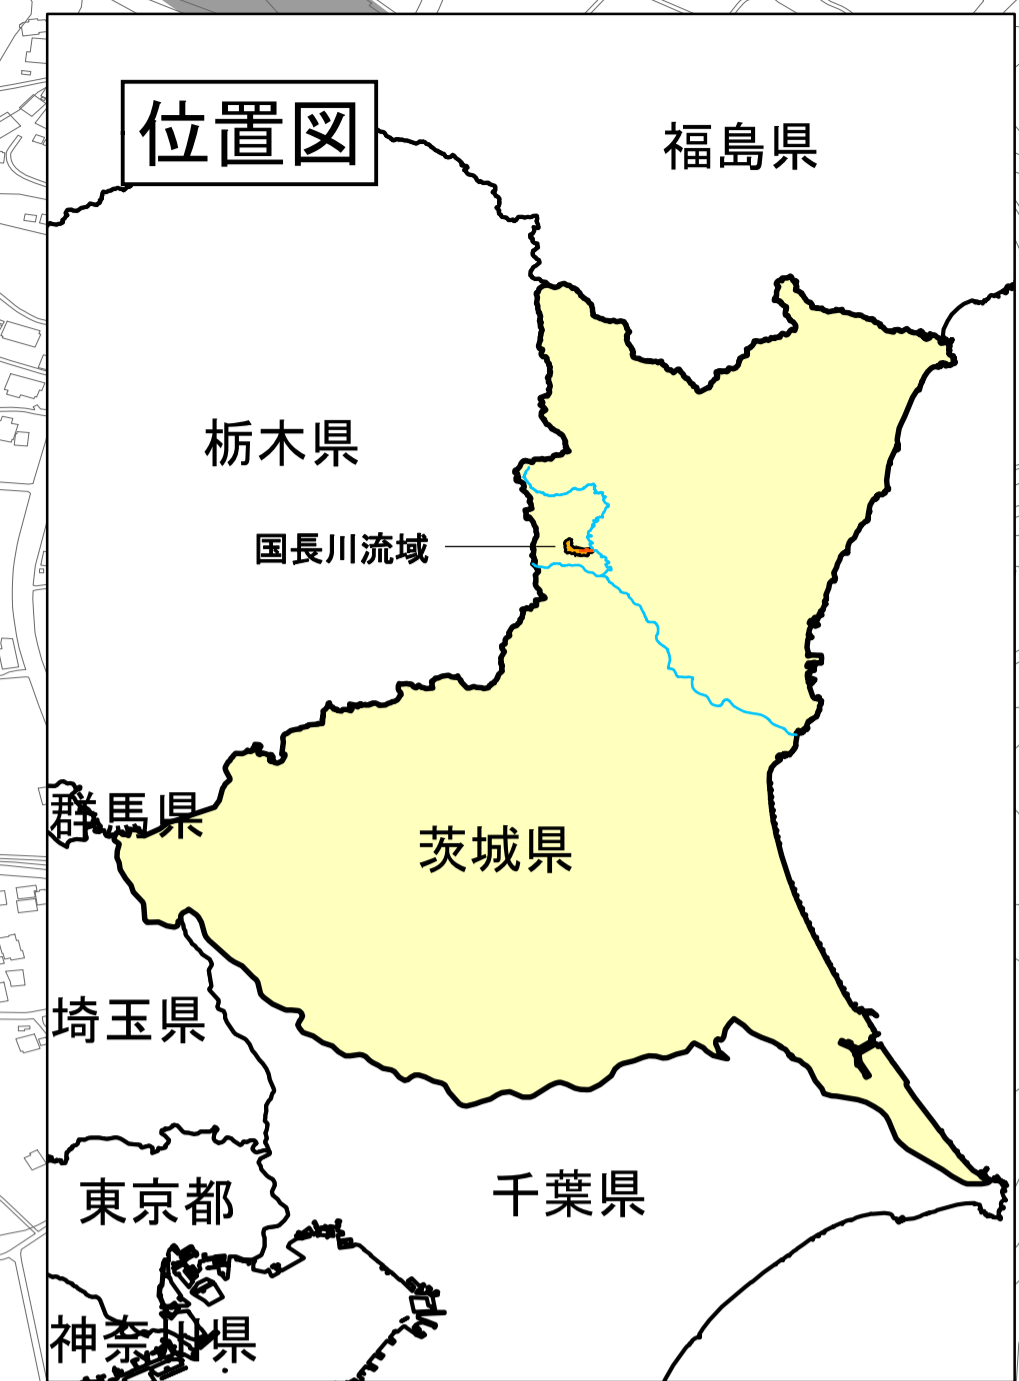 位置図
福島県
栃木県
国長川流域
群馬県
茨城県
埼玉県
千葉県
東京都
神奈川県